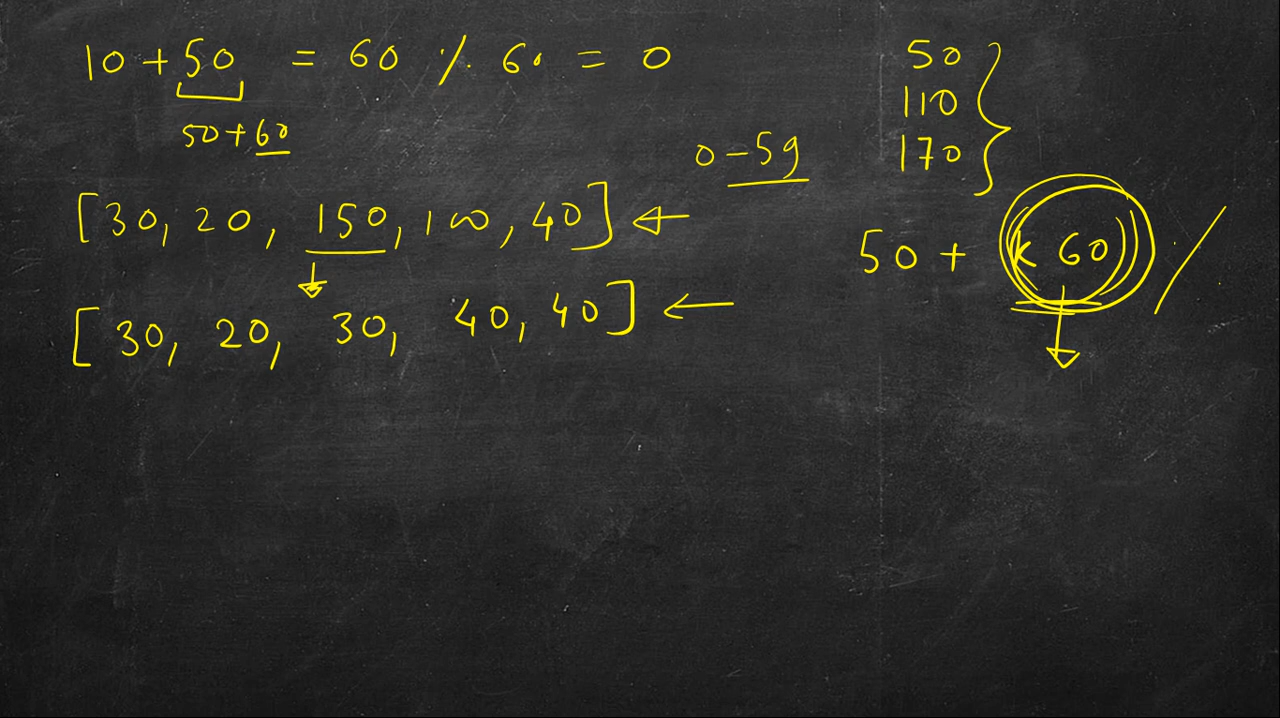 10 + 50 = 60 % 60 = 0
50 + 60
0 - 59
50
110
170
[30, 20, 150, 100, 40] ←
50 + (k 60) /
[30, 20, 30, 40, 40] ←